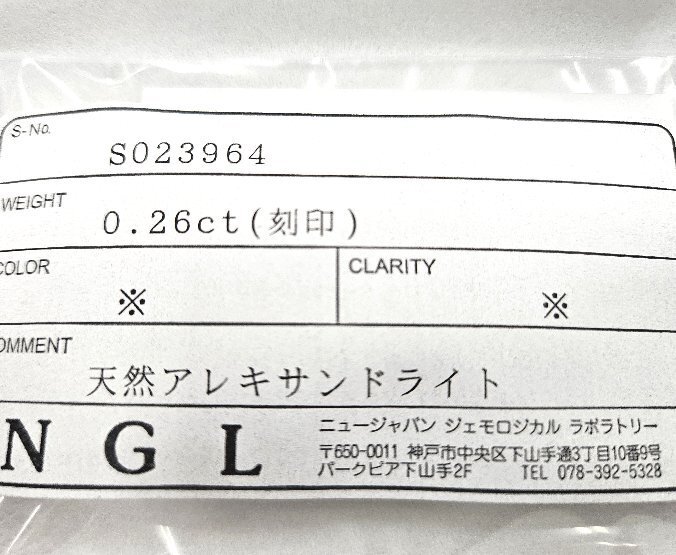 S-No.
S023964
WEIGHT
0.26ct(刻印)
COLOR
CLARITY
※
※
COMMENT
天然アレキサンドライト
NGL
ニュージャパン ジェモロジカル ラボラトリー
〒650-0011 神戸市中央区下山手通3丁目10番9号
パークピア下山手2F TEL 078-392-5328